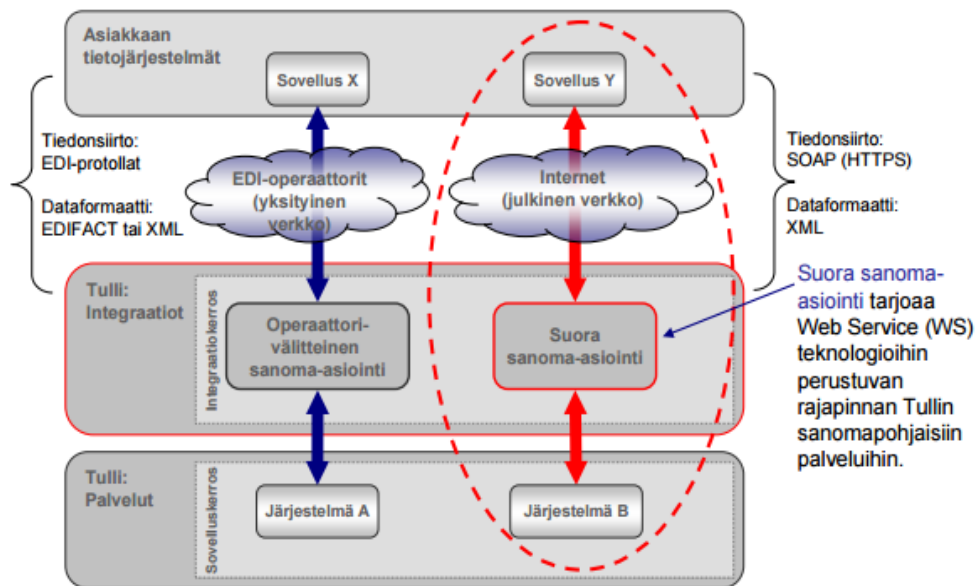 Asiakkaan
tietojärjestelmät
Sovellus X
Sovellus Y
Tiedonsiirto:
EDI-protollat
Dataformaatti:
EDIFACT tai XML
EDI-operaattorit
(yksityinen
verkko)
Internet
(julkinen verkko)
Tiedonsiirto:
SOAP (HTTPS)
Dataformaatti:
XML
Tulli:
Integraatiot
Integraatiokerros
Operaattori-
välitteinen
sanoma-asiointi
Suora
sanoma-asiointi
Suora sanoma-
asiointi tarjoaa
Web Service (WS)
teknologioihin
perustuvan
rajapinnan Tullin
sanomapohjaisiin
palveluihin.
Tulli:
Palvelut
Sovelluskerros
Järjestelmä A
Järjestelmä B